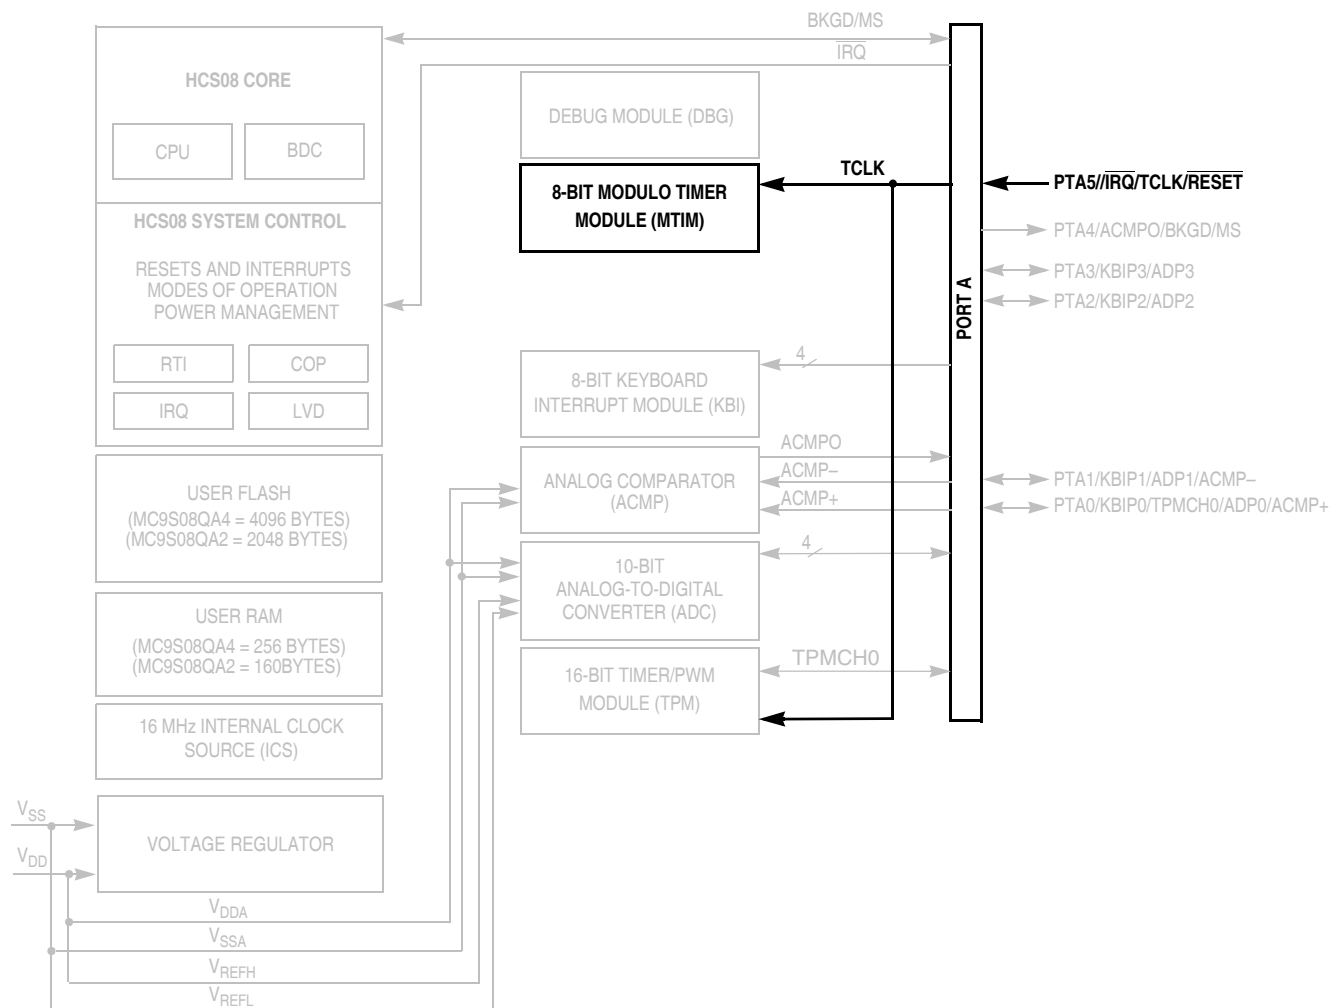 BKGD/MS
IRQ
HCS08 CORE
CPU
BDC
DEBUG MODULE (DBG)
8-BIT MODULO TIMER
MODULE (MTIM)
TCLK
PTA5//IRQ/TCLK/RESET
PTA4/ACMPO/BKGD/MS
PTA3/KBIP3/ADP3
PTA2/KBIP2/ADP2
PORT A
HCS08 SYSTEM CONTROL
RESETS AND INTERRUPTS
MODES OF OPERATION
POWER MANAGEMENT
RTI
COP
IRQ
LVD
8-BIT KEYBOARD
INTERRUPT MODULE (KBI)
4
ANALOG COMPARATOR
(ACMP)
ACMPO
ACMP–
ACMP+
PTA1/KBIP1/ADP1/ACMP–
PTA0/KBIP0/TPMCH0/ADP0/ACMP+
USER FLASH
(MC9S08QA4 = 4096 BYTES)
(MC9S08QA2 = 2048 BYTES)
10-BIT
ANALOG-TO-DIGITAL
CONVERTER (ADC)
4
USER RAM
(MC9S08QA4 = 256 BYTES)
(MC9S08QA2 = 160BYTES)
16-BIT TIMER/PWM
MODULE (TPM)
TPMCH0
16 MHz INTERNAL CLOCK
SOURCE (ICS)
VSS
VDD
VOLTAGE REGULATOR
VDDA
VSSA
VREFH
VREFL